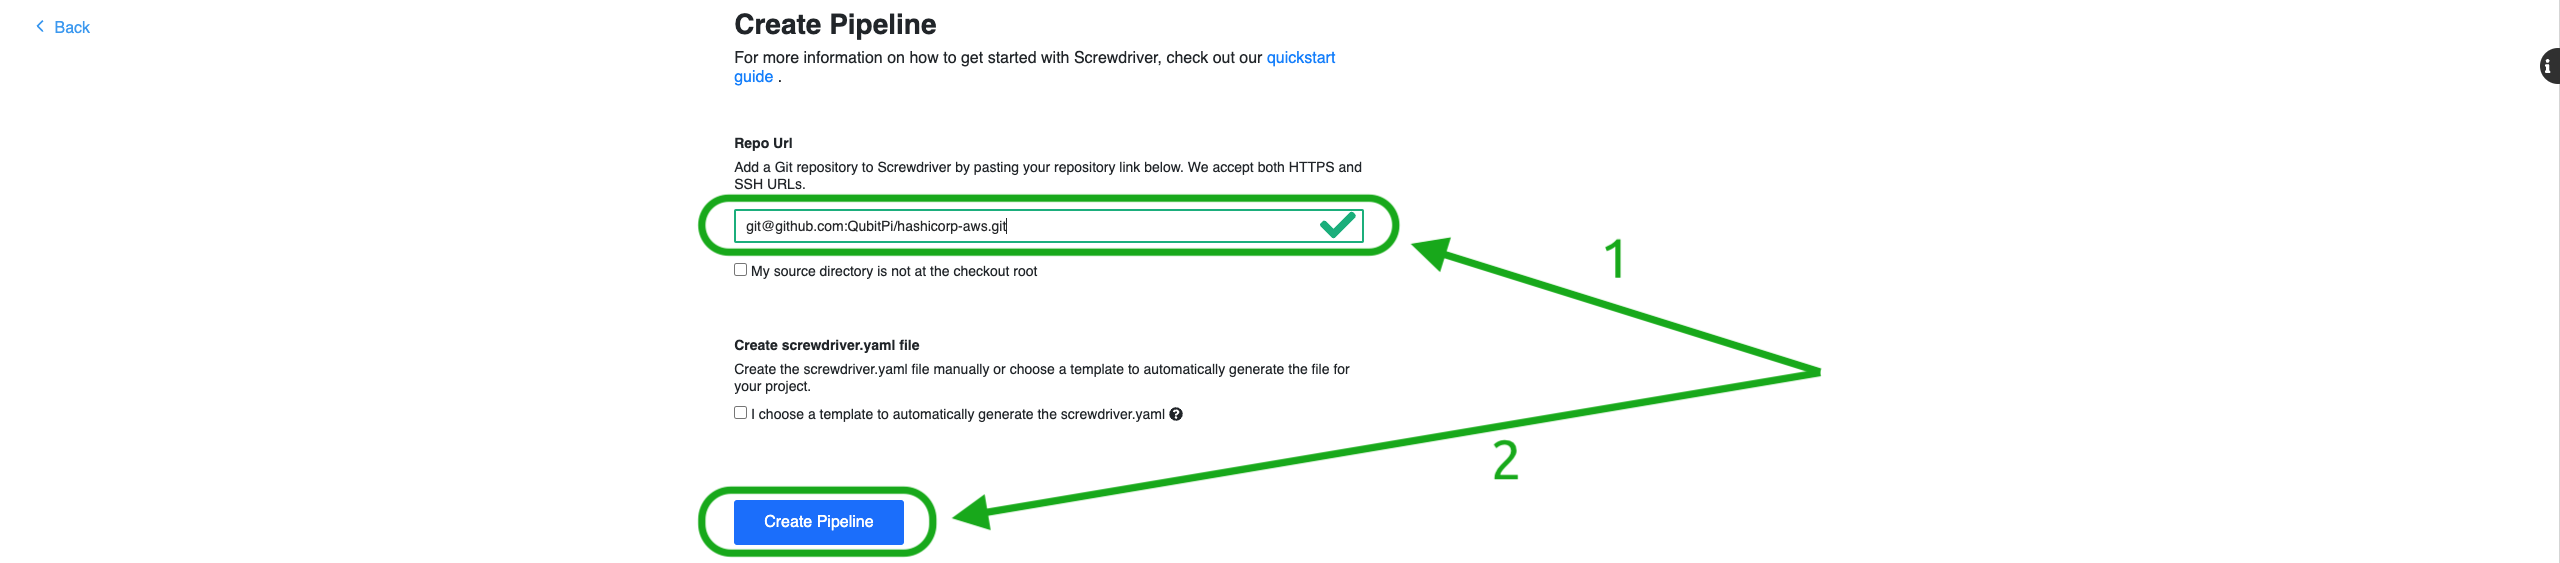 Back
Create Pipeline
For more information on how to get started with Screwdriver, check out our quickstart
guide .
Repo Url
Add a Git repository to Screwdriver by pasting your repository link below. We accept both HTTPS and
SSH URLs.
git@github.com:QubitPi/hashicorp-aws.git
My source directory is not at the checkout root
1
Create screwdriver.yaml file
Create the screwdriver.yaml file manually or choose a template to automatically generate the file for
your project.
I choose a template to automatically generate the screwdriver.yaml
2
Create Pipeline